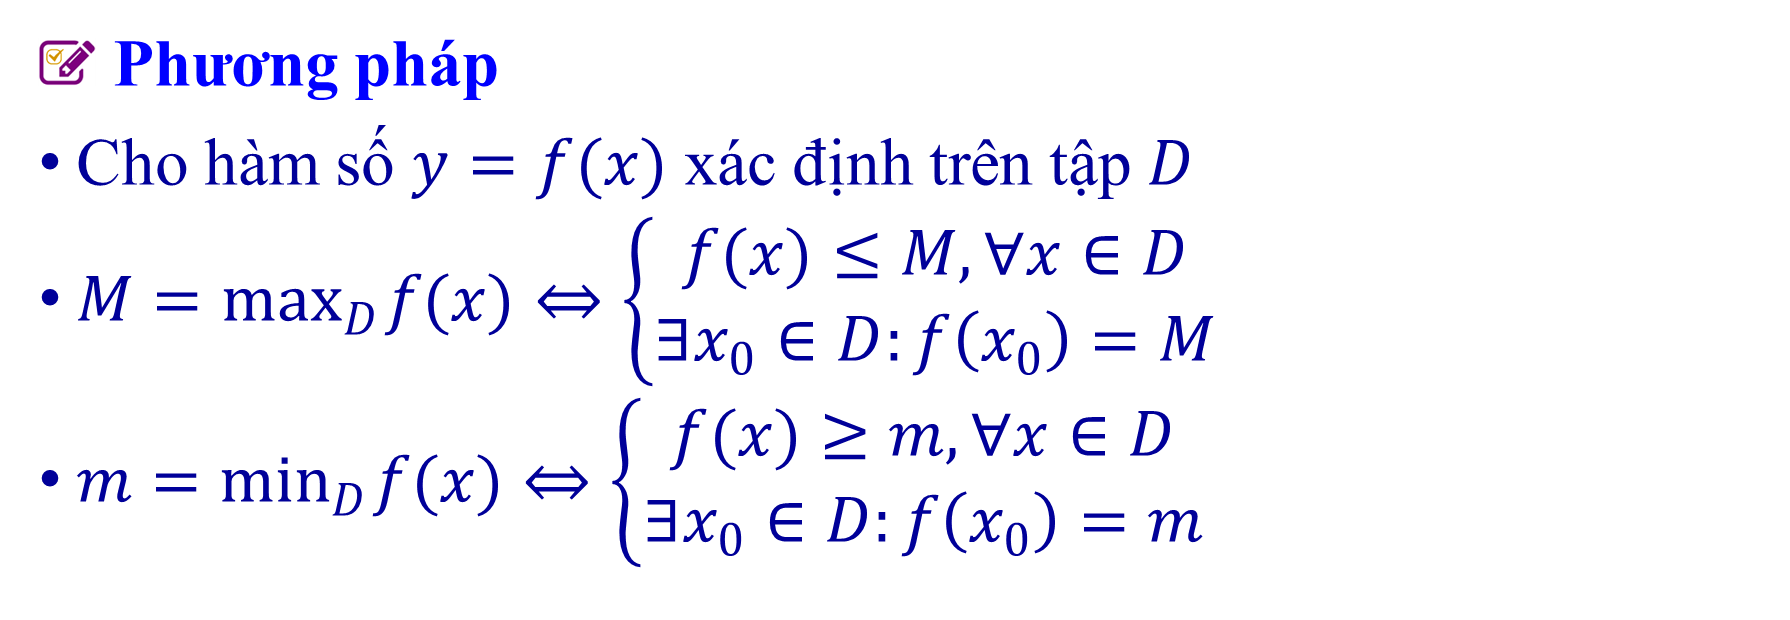 Phương pháp
• Cho hàm số y = f(x) xác định trên tập D
• M = max_D f(x) ⇔ { f(x) ≤ M, ∀x ∈ D
∃x₀ ∈ D: f(x₀) = M
• m = min_D f(x) ⇔ { f(x) ≥ m, ∀x ∈ D
∃x₀ ∈ D: f(x₀) = m